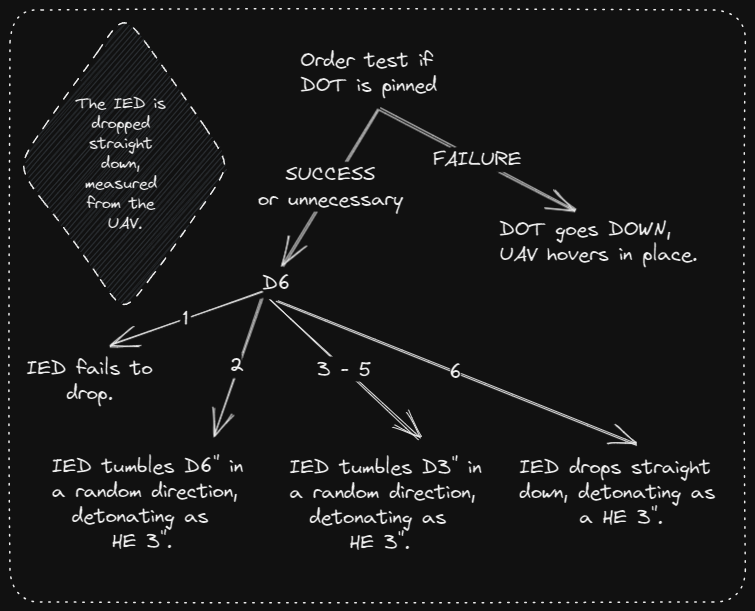 The IED is
dropped
straight
down,
measured
from the
UAV.
Order test if
DOT is pinned
SUCCESS
or unnecessary
FAILURE
DOT goes DOWN,
UAV hovers in place.
D6
1
2
3 - 5
6
IED fails to
drop.
IED tumbles D6" in
a random direction,
detonating as
HE 3".
IED tumbles D3" in
a random direction,
detonating as
HE 3".
IED drops straight
down, detonating as
a HE 3".